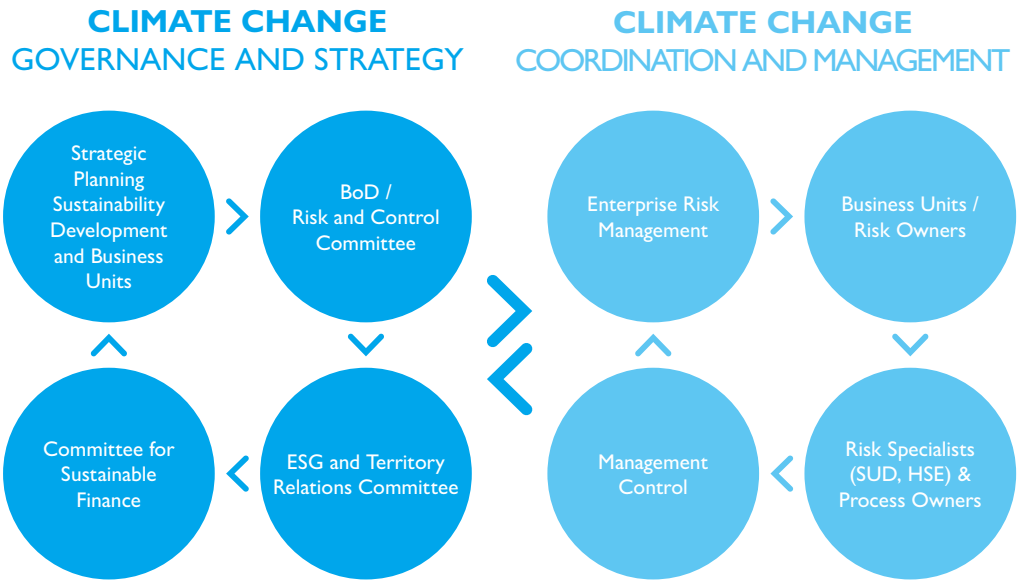 CLIMATE CHANGE
GOVERNANCE AND STRATEGY
Strategic
Planning
Sustainability
Development
and Business
Units
BoD /
Risk and Control
Committee
Committee for
Sustainable
Finance
ESG and Territory
Relations Committee
CLIMATE CHANGE
COORDINATION AND MANAGEMENT
Enterprise Risk
Management
Business Units /
Risk Owners
Management
Control
Risk Specialists
(SUD, HSE) &
Process Owners